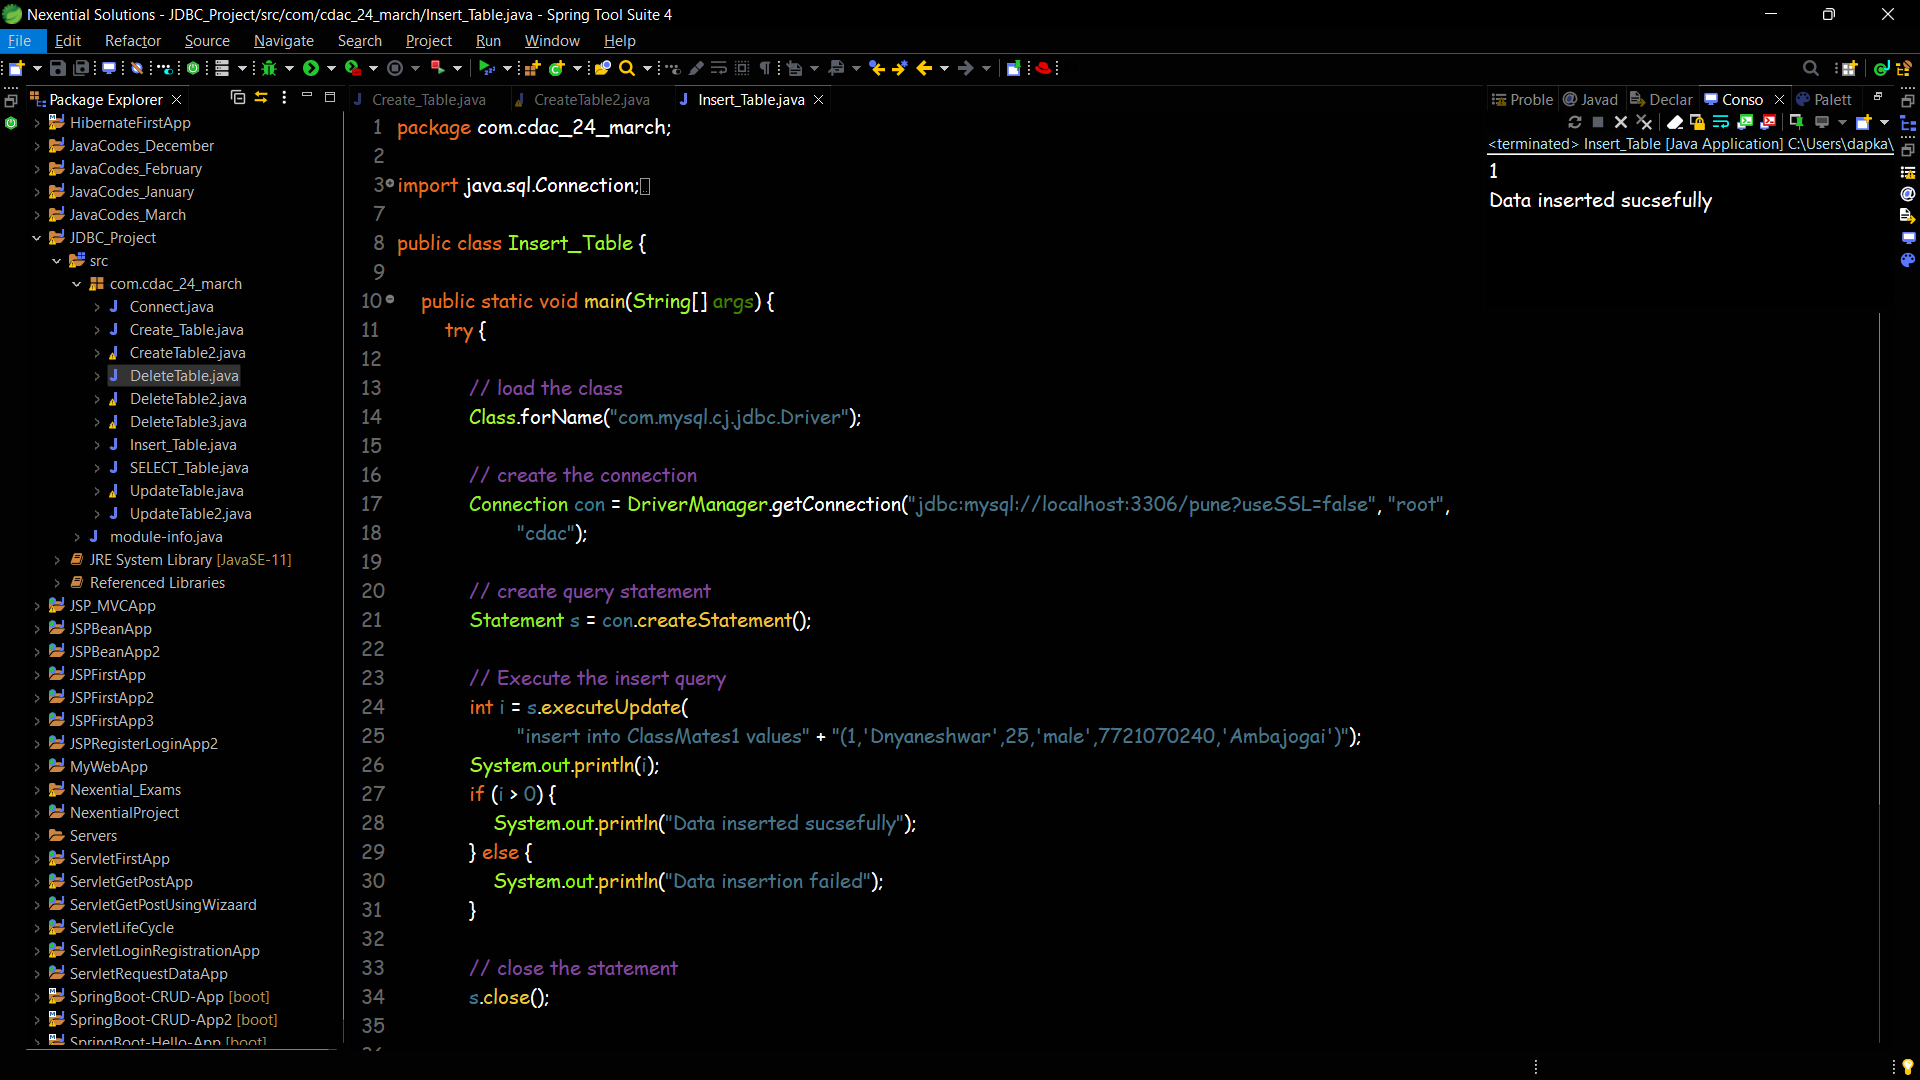 Nexential Solutions - JDBC_Project/src/com/cdac_24_march/Insert_Table.java - Spring Tool Suite 4
File Edit Refactor Source Navigate Search Project Run Window Help
Package Explorer
HibernateFirstApp
JavaCodes_December
JavaCodes_February
JavaCodes_January
JavaCodes_March
JDBC_Project
src
com.cdac_24_march
Connect.java
Create_Table.java
CreateTable2.java
DeleteTable.java
DeleteTable2.java
DeleteTable3.java
Insert_Table.java
SELECT_Table.java
UpdateTable.java
UpdateTable2.java
module-info.java
JRE System Library [JavaSE-11]
Referenced Libraries
JSP_MVCApp
JSPBeanApp
JSPBeanApp2
JSPFirstApp
JSPFirstApp2
JSPFirstApp3
JSPRegisterLoginApp2
MyWebApp
Nexential_Exams
NexentialProject
Servers
ServletFirstApp
ServletGetPostApp
ServletGetPostUsingWizaard
ServletLifeCycle
ServletLoginRegistrationApp
ServletRequestDataApp
SpringBoot-CRUD-App [boot]
SpringBoot-CRUD-App2 [boot]
SpringBoot-Hello-App [boot]
Create_Table.java CreateTable2.java Insert_Table.java
1 package com.cdac_24_march;
2
3 import java.sql.Connection;
7
8 public class Insert_Table {
9
10 public static void main(String[] args) {
11 try {
12
13 // load the class
14 Class.forName("com.mysql.cj.jdbc.Driver");
15
16 // create the connection
17 Connection con = DriverManager.getConnection("jdbc:mysql://localhost:3306/pune?useSSL=false", "root",
18 "cdac");
19
20 // create query statement
21 Statement s = con.createStatement();
22
23 // Execute the insert query
24 int i = s.executeUpdate(
25 "insert into ClassMates1 values" + "(1,'Dnyaneshwar',25,'male',7721070240,'Ambajogai')");
26 System.out.println(i);
27 if (i > 0) {
28 System.out.println("Data inserted sucsefully");
29 } else {
30 System.out.println("Data insertion failed");
31 }
32
33 // close the statement
34 s.close();
35
Proble Javad Declar Conso Palett
<terminated> Insert_Table [Java Application] C:\Users\dapka\
1
Data inserted sucsefully